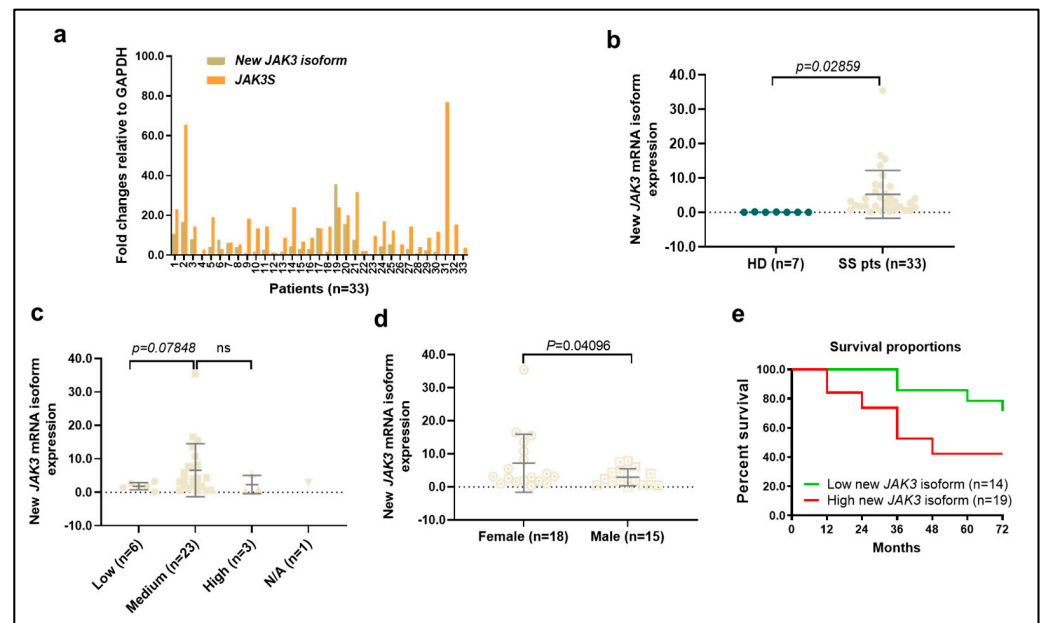 a
Fold changes relative to GAPDH
100.0
80.0
60.0
40.0
20.0
0.0
New JAK3 isoform
JAK3S
1 2 3 4 5 6 7 8 9 10 11 12 13 14 15 16 17 18 19 20 21 22 23 24 25 26 27 28 29 30 31 32 33
Patients (n=33)
b
New JAK3 mRNA isoform
expression
40.0
30.0
20.0
10.0
0.0
-10.0
p=0.02859
HD (n=7) SS pts (n=33)
c
New JAK3 mRNA isoform
expression
40.0
30.0
20.0
10.0
0.0
-10.0
p=0.07848 ns
Low (n=6) Medium (n=23) High (n=3) N/A (n=1)
d
New JAK3 mRNA isoform
expression
40.0
30.0
20.0
10.0
0.0
-10.0
P=0.04096
Female (n=18) Male (n=15)
e
Survival proportions
Percent survival
100.0
80.0
60.0
40.0
20.0
0.0
Low new JAK3 isoform (n=14)
High new JAK3 isoform (n=19)
0 12 24 36 48 60 72
Months